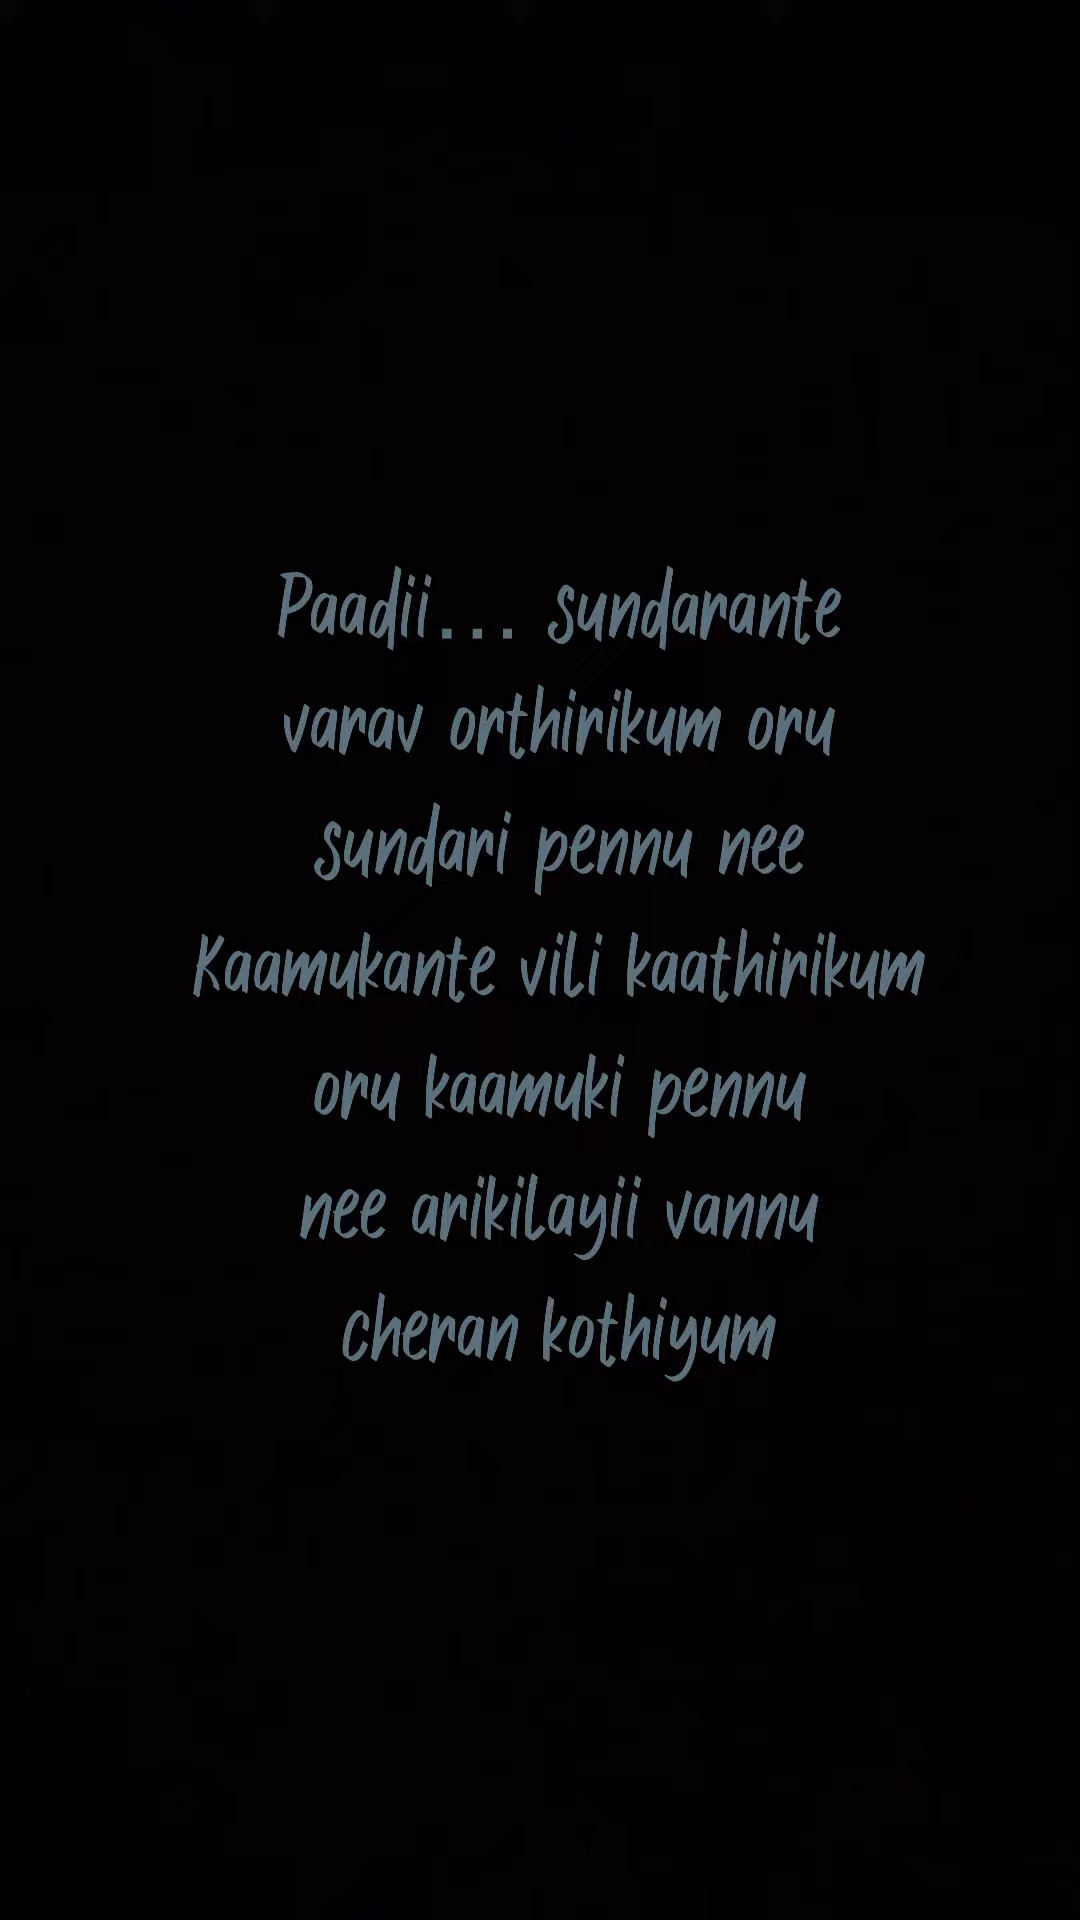 Paadii... sundarante
varav orthirikum oru
sundari pennu nee
Kaamukante vili kaathirikum
oru kaamuki pennu
nee arikilayii vannu
cheran kothiyum